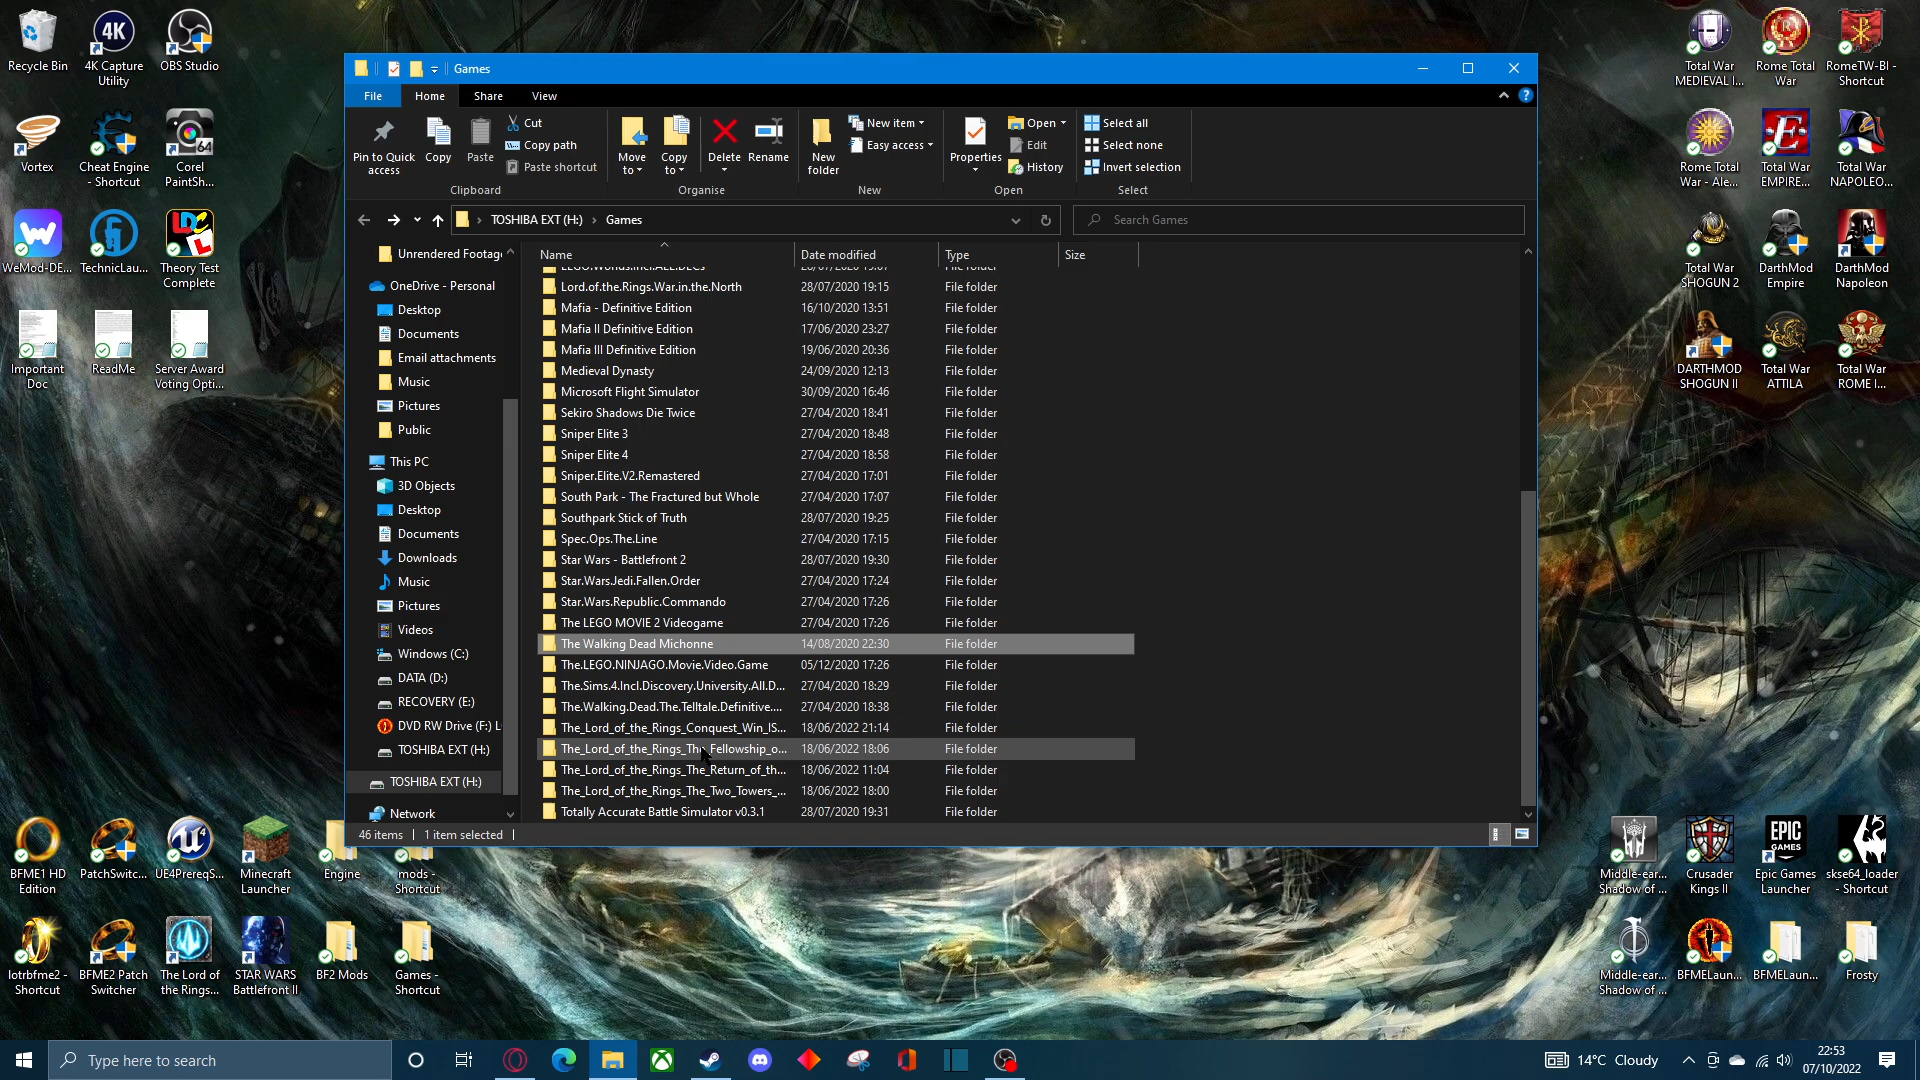 Recycle Bin
4K Capture
Utility
OBS Studio
Vortex
Cheat Engine
- Shortcut
Corel
PaintSh...
WeMod-DE...
TechnicLau...
Theory Test
Complete
Important
Doc
ReadMe
Server Award
Voting Opti...
Games
File
Home
Share
View
Pin to Quick
access
Copy
Paste
Cut
Copy path
Paste shortcut
Clipboard
Move
to
Copy
to
Delete
Rename
Organise
New
folder
New item
Easy access
New
Properties
Open
Edit
History
Open
Select all
Select none
Invert selection
Select
TOSHIBA EXT (H:) > Games
Search Games
Unrendered Footag
OneDrive - Personal
Desktop
Documents
Email attachments
Music
Pictures
Public
This PC
3D Objects
Desktop
Documents
Downloads
Music
Pictures
Videos
Windows (C:)
DATA (D:)
RECOVERY (E:)
DVD RW Drive (F:) L
TOSHIBA EXT (H:)
TOSHIBA EXT (H:)
Network
Name Date modified Type Size
LEGO.Worlds.Incl.ALL.DLCs 28/07/2020 19:07 File folder
Lord.of.the.Rings.War.in.the.North 28/07/2020 19:15 File folder
Mafia - Definitive Edition 16/10/2020 13:51 File folder
Mafia II Definitive Edition 17/06/2020 23:27 File folder
Mafia III Definitive Edition 19/06/2020 20:36 File folder
Medieval Dynasty 24/09/2020 12:13 File folder
Microsoft Flight Simulator 30/09/2020 16:46 File folder
Sekiro Shadows Die Twice 27/04/2020 18:41 File folder
Sniper Elite 3 27/04/2020 18:48 File folder
Sniper Elite 4 27/04/2020 18:58 File folder
Sniper.Elite.V2.Remastered 27/04/2020 17:01 File folder
South Park - The Fractured but Whole 27/04/2020 17:07 File folder
Southpark Stick of Truth 28/07/2020 19:25 File folder
Spec.Ops.The.Line 27/04/2020 17:15 File folder
Star Wars - Battlefront 2 28/07/2020 19:30 File folder
Star.Wars.Jedi.Fallen.Order 27/04/2020 17:24 File folder
Star.Wars.Republic.Commando 27/04/2020 17:26 File folder
The LEGO MOVIE 2 Videogame 27/04/2020 17:26 File folder
The Walking Dead Michonne 14/08/2020 22:30 File folder
The.LEGO.NINJAGO.Movie.Video.Game 05/12/2020 17:26 File folder
The.Sims.4.Incl.Discovery.University.All.D... 27/04/2020 18:29 File folder
The.Walking.Dead.The.Telltale.Definitive.... 27/04/2020 18:38 File folder
The_Lord_of_the_Rings_Conquest_Win_IS... 18/06/2022 21:14 File folder
The_Lord_of_the_Rings_The_Fellowship_o... 18/06/2022 18:06 File folder
The_Lord_of_the_Rings_The_Return_of_th... 18/06/2022 11:04 File folder
The_Lord_of_the_Rings_The_Two_Towers_... 18/06/2022 18:00 File folder
Totally Accurate Battle Simulator v0.3.1 28/07/2020 19:31 File folder
46 items
1 item selected
Total War
MEDIEVAL I...
Rome Total
War
RomeTW-BI -
Shortcut
Rome Total
War - Ale...
Total War
EMPIRE...
Total War
NAPOLEO...
Total War
SHOGUN 2
DarthMod
Empire
DarthMod
Napoleon
DARTHMOD
SHOGUN II
Total War
ATTILA
Total War
ROME I...
BFME1 HD
Edition
PatchSwitc...
UE4PrereqS...
Minecraft
Launcher
Engine
mods -
Shortcut
lotrbfme2 -
Shortcut
BFME2 Patch
Switcher
The Lord of
the Rings...
STAR WARS
Battlefront II
BF2 Mods
Games -
Shortcut
Middle-ear...
Shadow of ...
Crusader
Kings II
EPIC
GAMES
Epic Games
Launcher
skse64_loader
- Shortcut
Middle-ear...
Shadow of ...
BFMELaun...
BFMELaun...
Frosty
Type here to search
14°C Cloudy
22:53
07/10/2022